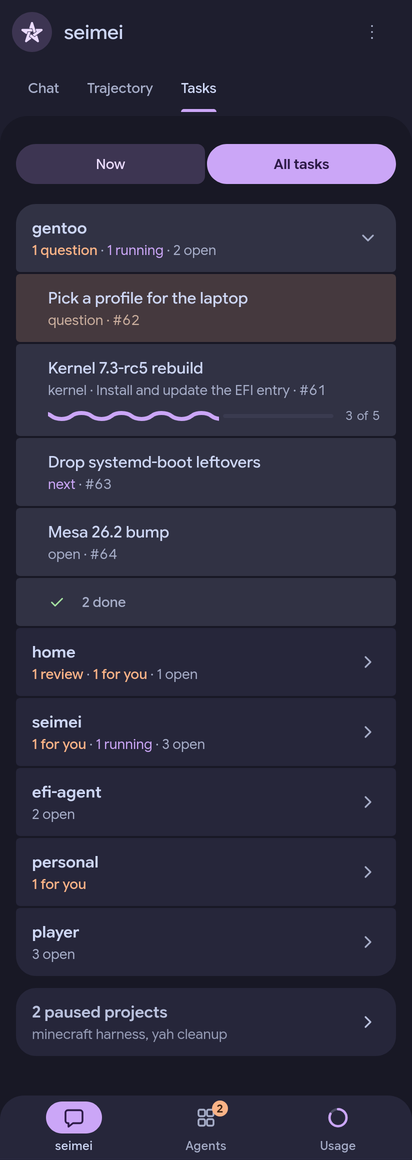 seimei
Chat Trajectory Tasks
Now All tasks
gentoo
1 question · 1 running · 2 open
Pick a profile for the laptop
question · #62
Kernel 7.3-rc5 rebuild
kernel · Install and update the EFI entry · #61
3 of 5
Drop systemd-boot leftovers
next · #63
Mesa 26.2 bump
open · #64
2 done
home
1 review · 1 for you · 1 open
seimei
1 for you · 1 running · 3 open
efi-agent
2 open
personal
1 for you
player
3 open
2 paused projects
minecraft harness, yah cleanup
2
seimei Agents Usage